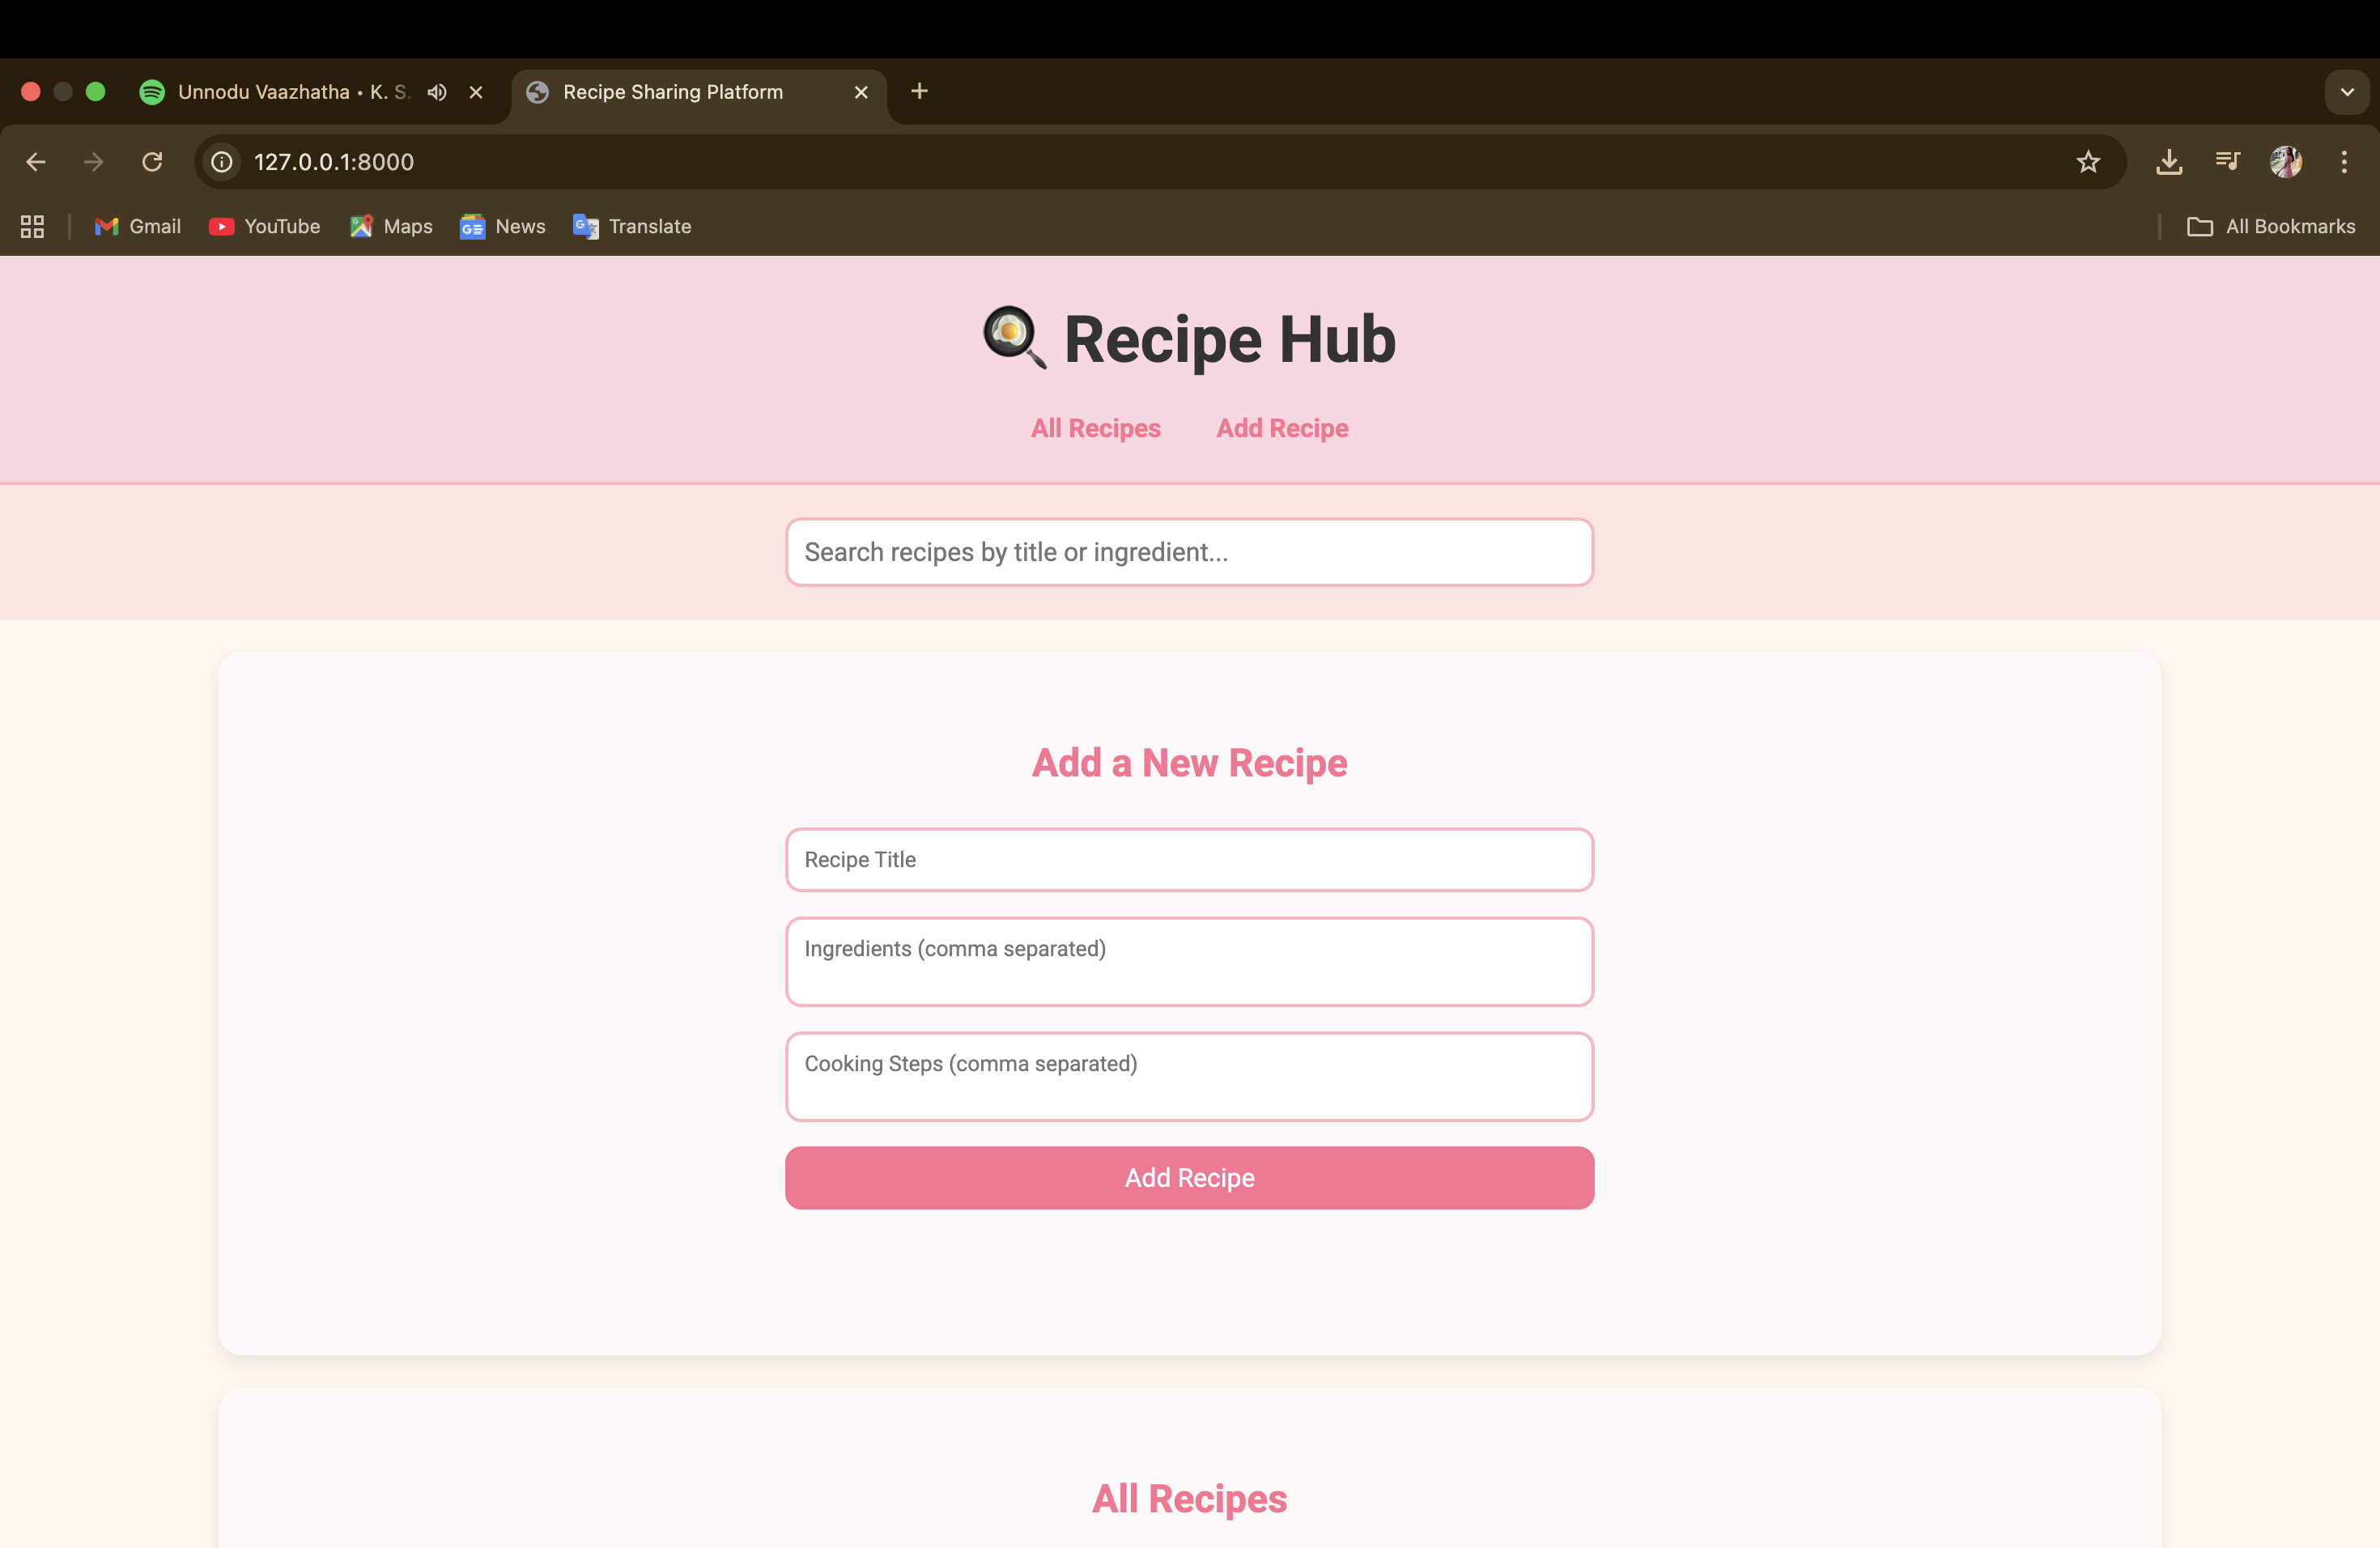 Unnodu Vaazhatha • K. S.
Recipe Sharing Platform
127.0.0.1:8000
Gmail
YouTube
Maps
News
Translate
All Bookmarks
Recipe Hub
All Recipes
Add Recipe
Search recipes by title or ingredient...
Add a New Recipe
Recipe Title
Ingredients (comma separated)
Cooking Steps (comma separated)
Add Recipe
All Recipes